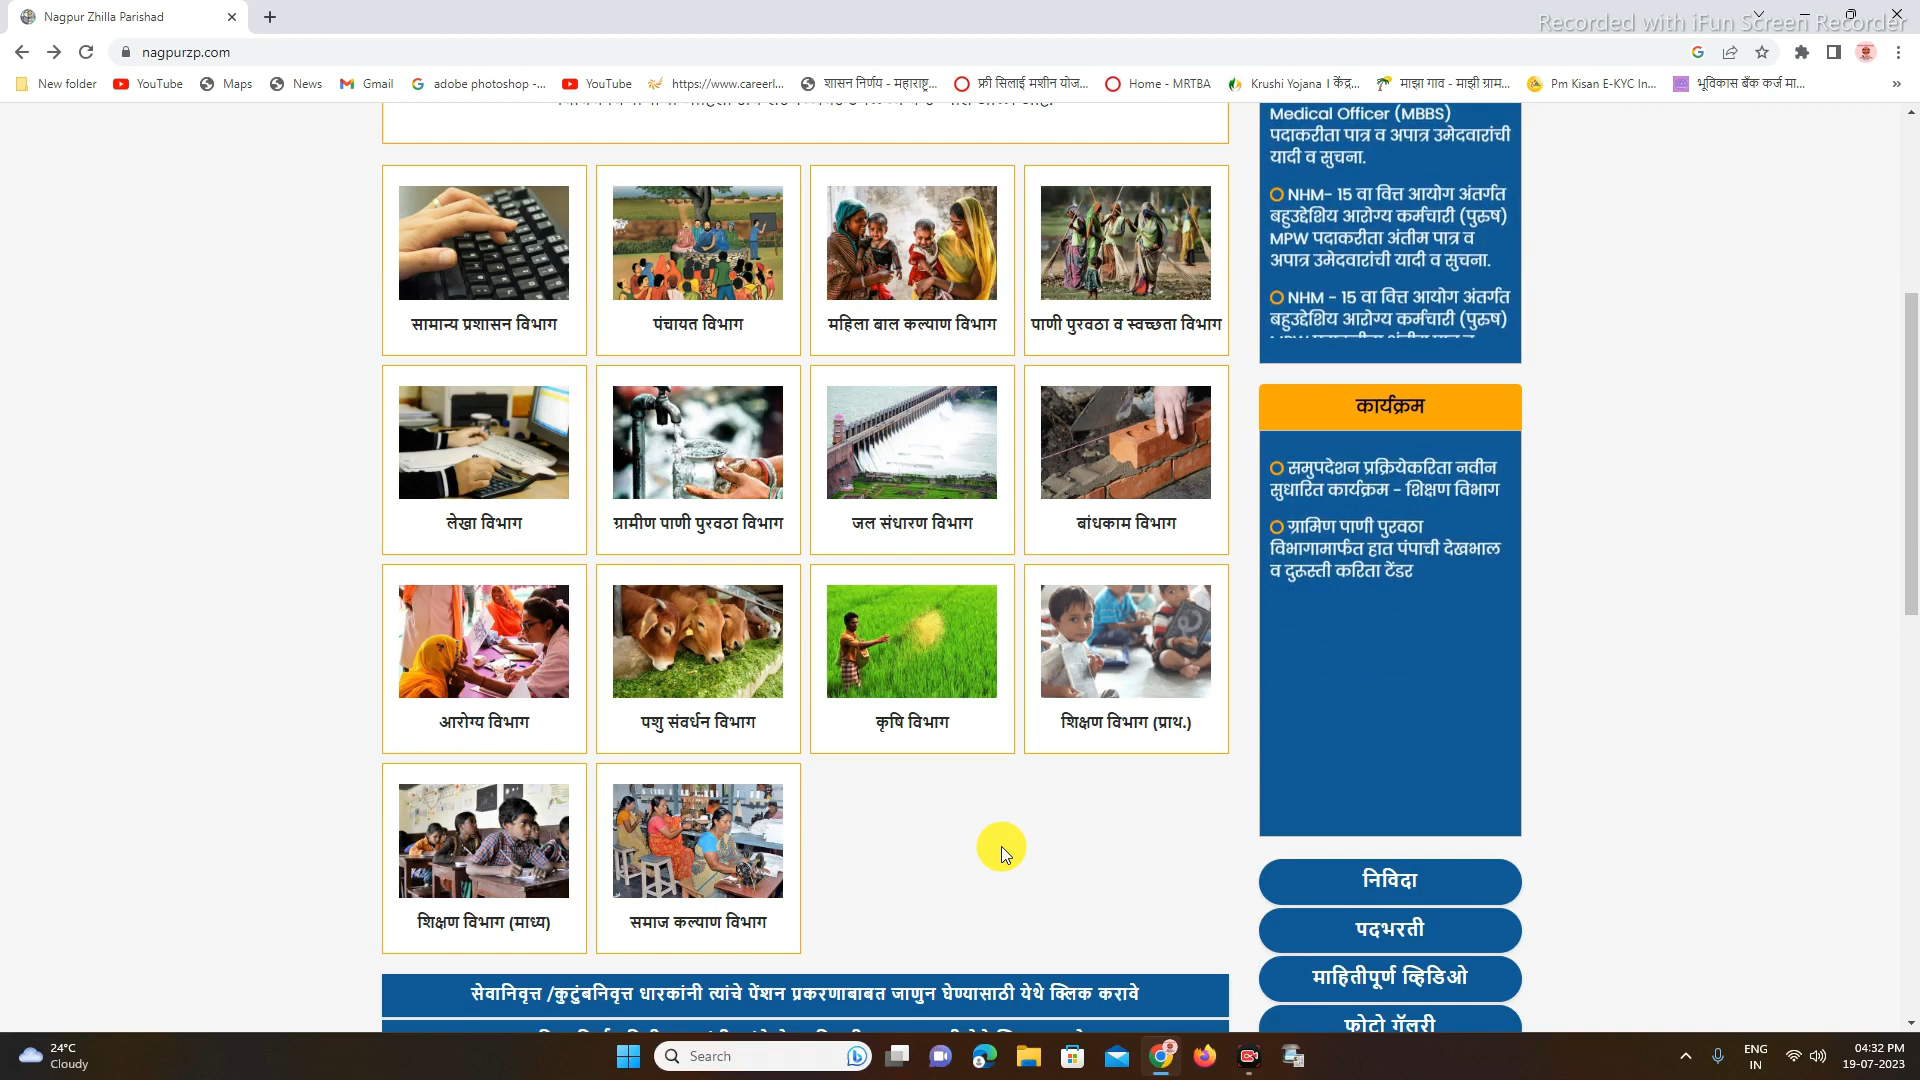 Nagpur Zhilla Parishad
Recorded with iFun Screen Recorder
nagpurzp.com
New folder
YouTube
Maps
News
Gmail
adobe photoshop -...
YouTube
https://www.careerl...
शासन निर्णय - महाराष्ट्र...
फ्री सिलाई मशीन योज...
Home - MRTBA
Krushi Yojana । केंद्र...
माझा गाव - माझी ग्राम...
Pm Kisan E-KYC In...
भूविकास बँक कर्ज मा...
सामान्य प्रशासन विभाग
पंचायत विभाग
महिला बाल कल्याण विभाग
पाणी पुरवठा व स्वच्छता विभाग
लेखा विभाग
ग्रामीण पाणी पुरवठा विभाग
जल संधारण विभाग
बांधकाम विभाग
आरोग्य विभाग
पशु संवर्धन विभाग
कृषि विभाग
शिक्षण विभाग (प्राथ.)
शिक्षण विभाग (माध्य)
समाज कल्याण विभाग
सेवानिवृत्त /कुटुंबनिवृत्त धारकांनी त्यांचे पेंशन प्रकरणाबाबत जाणुन घेण्यासाठी येथे क्लिक करावे
Medical Officer (MBBS)
पदाकरीता पात्र व अपात्र उमेदवारांची
यादी व सुचना.
NHM- 15 वा वित्त आयोग अंतर्गत
बहुउद्देशिय आरोग्य कर्मचारी (पुरुष)
MPW पदाकरीता अंतीम पात्र व
अपात्र उमेदवारांची यादी व सुचना.
NHM - 15 वा वित्त आयोग अंतर्गत
बहुउद्देशिय आरोग्य कर्मचारी (पुरुष)
कार्यक्रम
समुपदेशन प्रक्रियेकरिता नवीन
सुधारित कार्यक्रम - शिक्षण विभाग
ग्रामिण पाणी पुरवठा
विभागामार्फत हात पंपाची देखभाल
व दुरूस्ती करिता टेंडर
निविदा
पदभरती
माहितीपूर्ण व्हिडिओ
फोटो गॅलरी
24°C
Cloudy
Search
ENG
IN
04:32 PM
19-07-2023